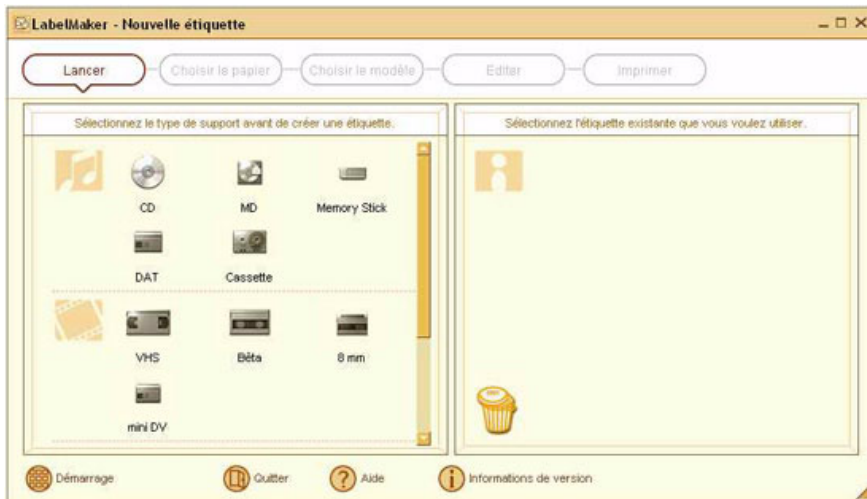 LabelMaker - Nouvelle étiquette
Lancer Choisir le papier Choisir le modèle Editer Imprimer
Sélectionnez le type de support avant de créer une étiquette.
CD MD Memory Stick
DAT Cassette
VHS Bêta 8 mm
mini DV
Sélectionnez l'étiquette existante que vous voulez utiliser.
Démarrage Quitter Aide Informations de version